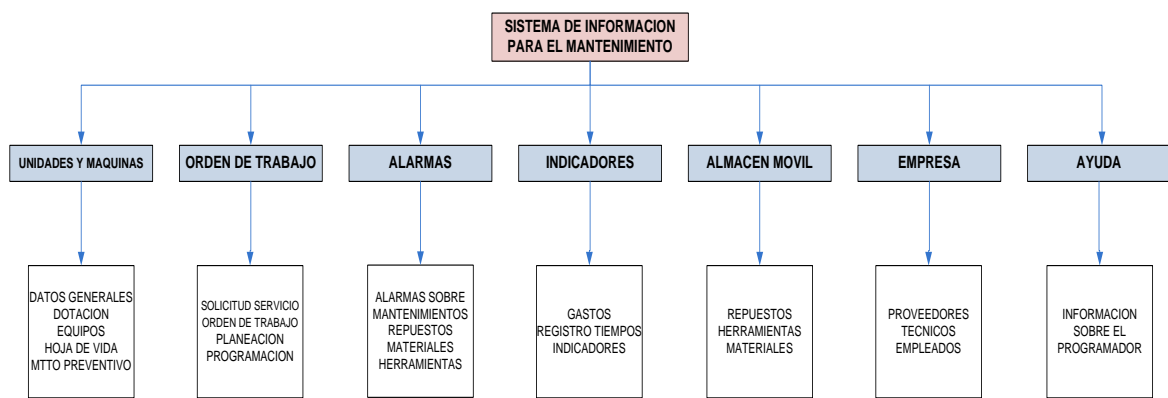 SISTEMA DE INFORMACION
PARA EL MANTENIMIENTO
UNIDADES Y MAQUINAS
ORDEN DE TRABAJO
ALARMAS
INDICADORES
ALMACEN MOVIL
EMPRESA
AYUDA
DATOS GENERALES
DOTACION
EQUIPOS
HOJA DE VIDA
MTTO PREVENTIVO
SOLICITUD SERVICIO
ORDEN DE TRABAJO
PLANEACION
PROGRAMACION
ALARMAS SOBRE
MANTENIMIENTOS
REPUESTOS
MATERIALES
HERRAMIENTAS
GASTOS
REGISTRO TIEMPOS
INDICADORES
REPUESTOS
HERRAMIENTAS
MATERIALES
PROVEEDORES
TECNICOS
EMPLEADOS
INFORMACION
SOBRE EL
PROGRAMADOR